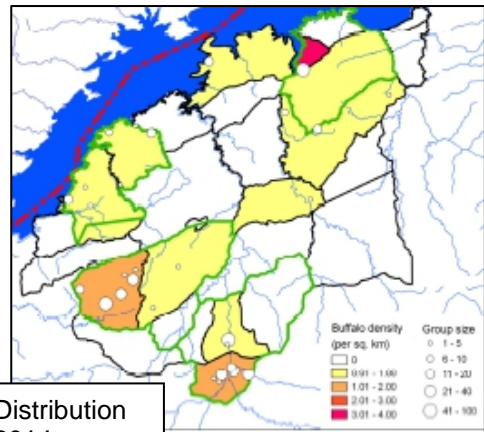 Buffalo density
(per sq. km)
0
0.01 - 1.00
1.01 - 2.00
2.01 - 3.00
3.01 - 4.00
Group size
1 - 5
6 - 10
11 - 20
21 - 40
41 - 100
Distribution